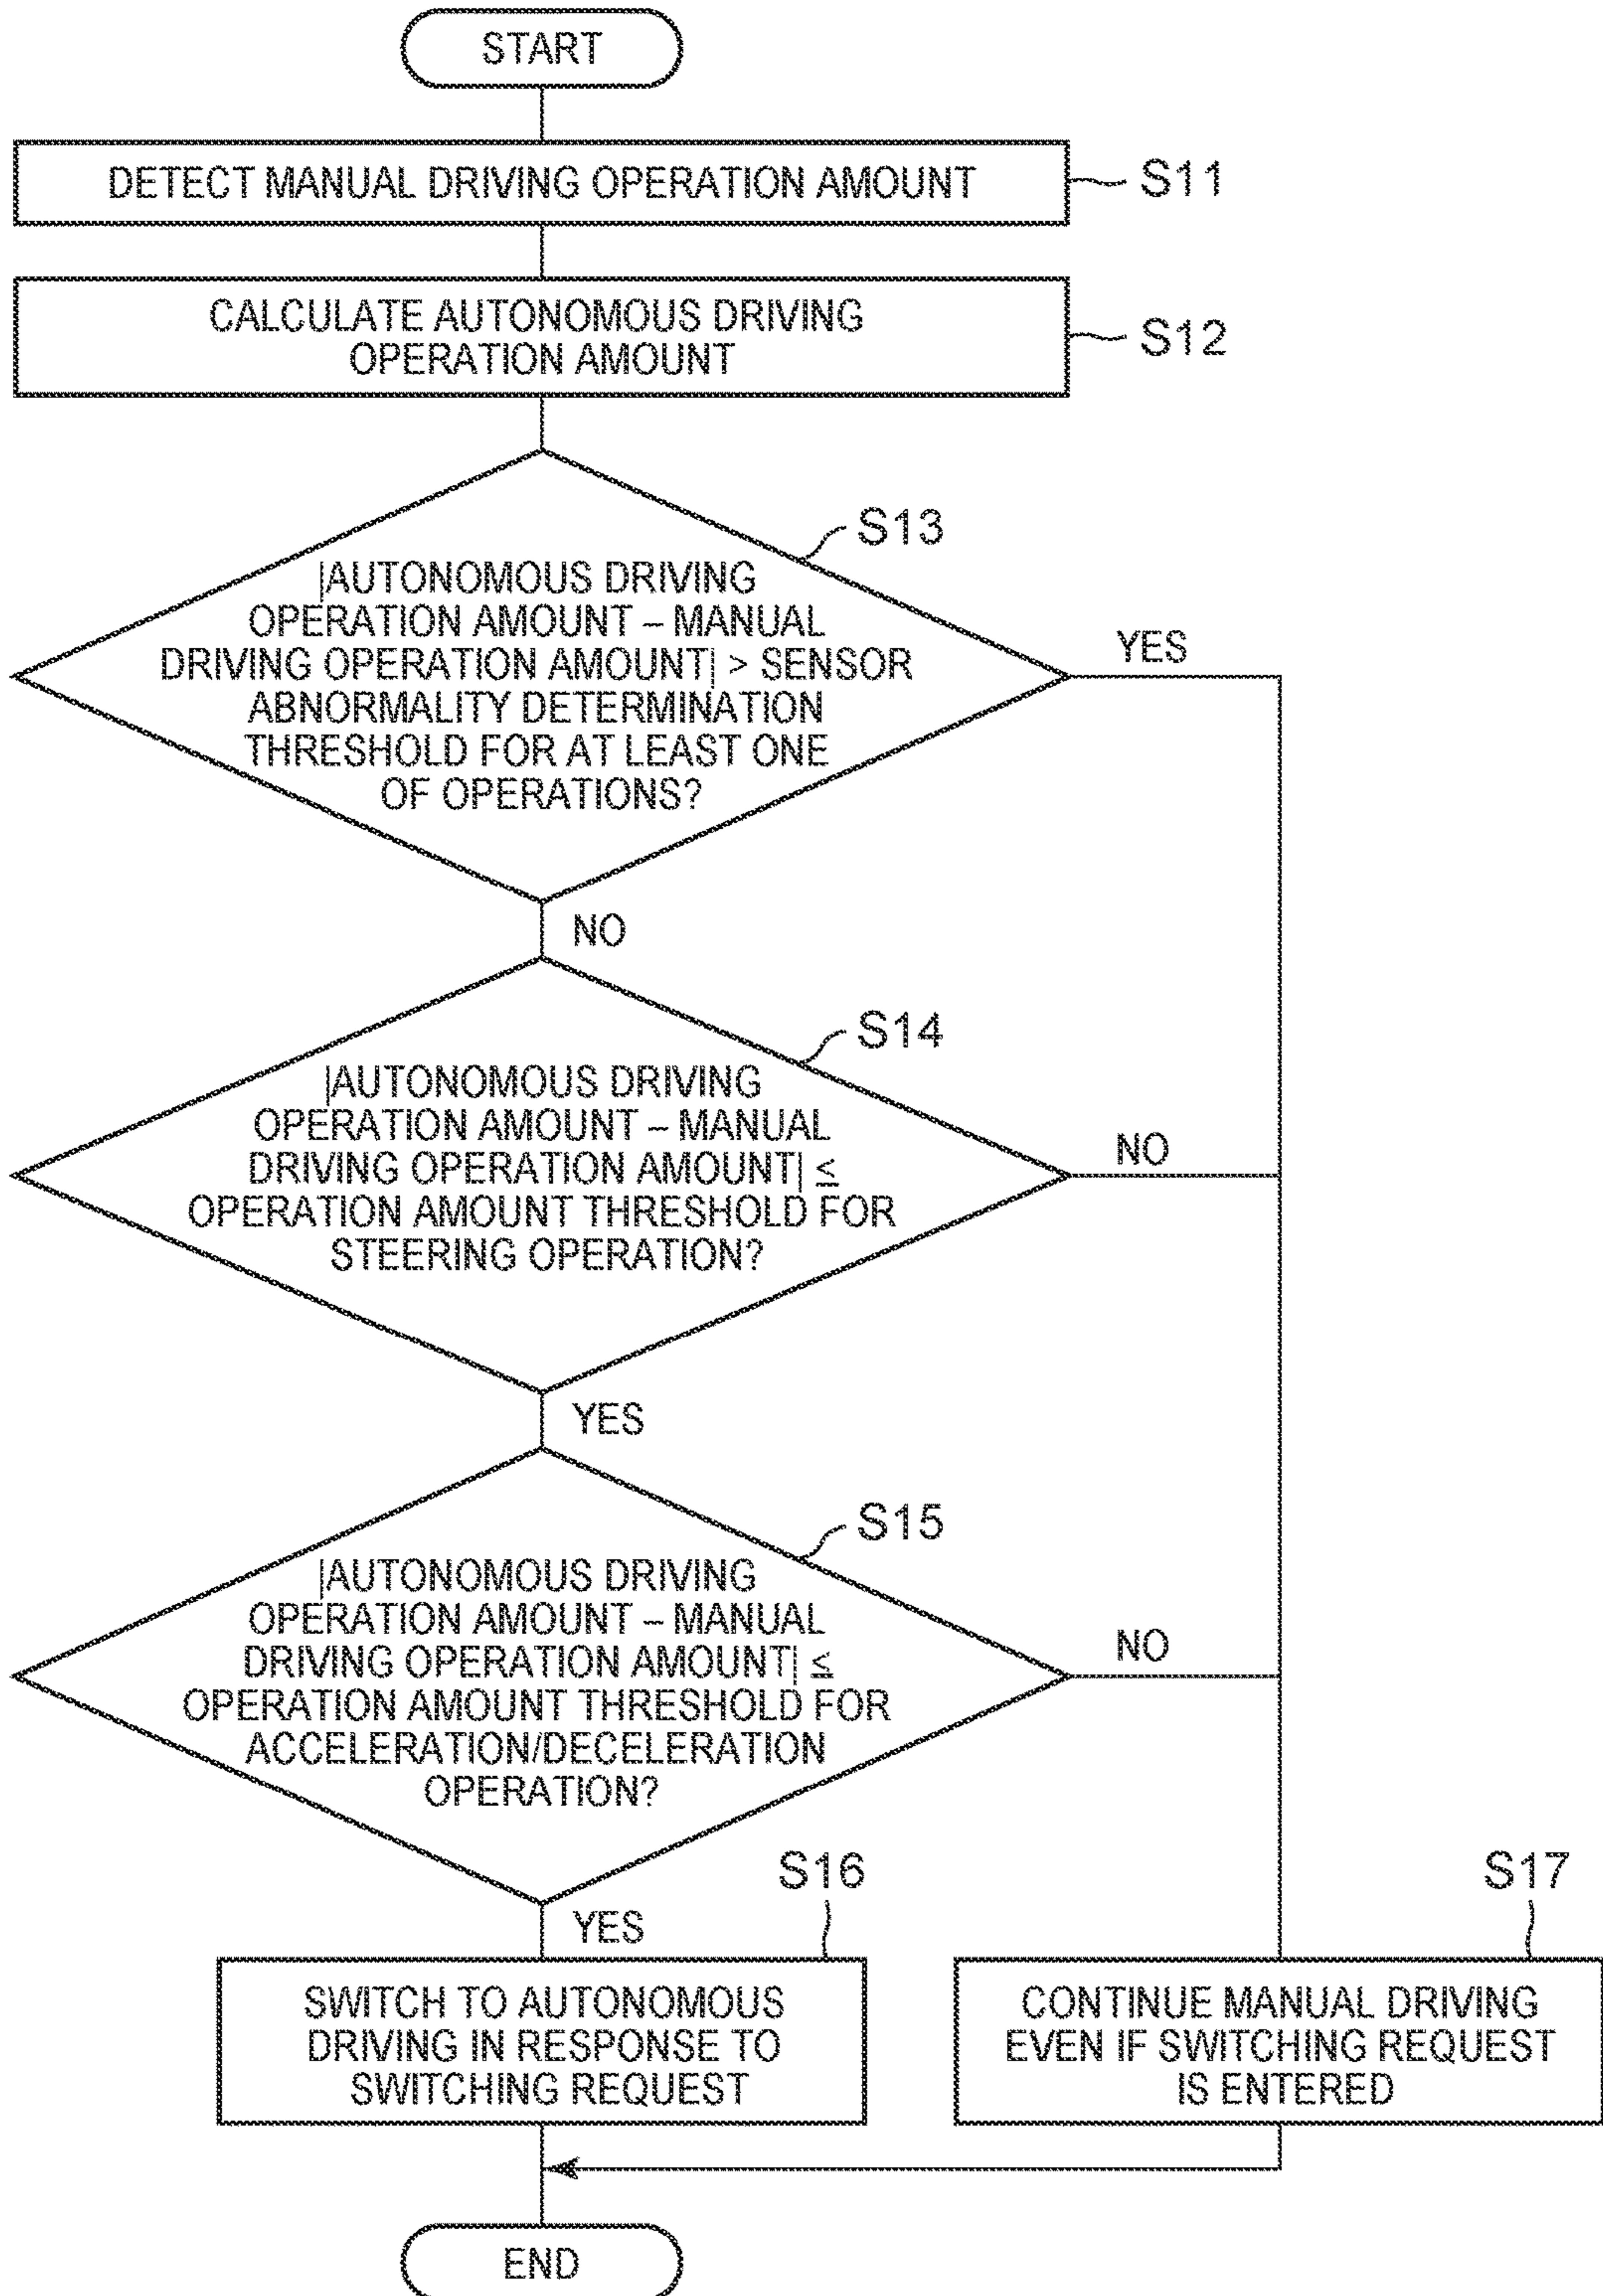 START
DETECT MANUAL DRIVING OPERATION AMOUNT
S11
CALCULATE AUTONOMOUS DRIVING
OPERATION AMOUNT
S12
S13
|AUTONOMOUS DRIVING
OPERATION AMOUNT – MANUAL
DRIVING OPERATION AMOUNT| > SENSOR
ABNORMALITY DETERMINATION
THRESHOLD FOR AT LEAST ONE
OF OPERATIONS?
YES
NO
S14
|AUTONOMOUS DRIVING
OPERATION AMOUNT – MANUAL
DRIVING OPERATION AMOUNT| ≤
OPERATION AMOUNT THRESHOLD FOR
STEERING OPERATION?
NO
YES
S15
|AUTONOMOUS DRIVING
OPERATION AMOUNT – MANUAL
DRIVING OPERATION AMOUNT| ≤
OPERATION AMOUNT THRESHOLD FOR
ACCELERATION/DECELERATION
OPERATION?
NO
YES
S16
SWITCH TO AUTONOMOUS
DRIVING IN RESPONSE TO
SWITCHING REQUEST
S17
CONTINUE MANUAL DRIVING
EVEN IF SWITCHING REQUEST
IS ENTERED
END